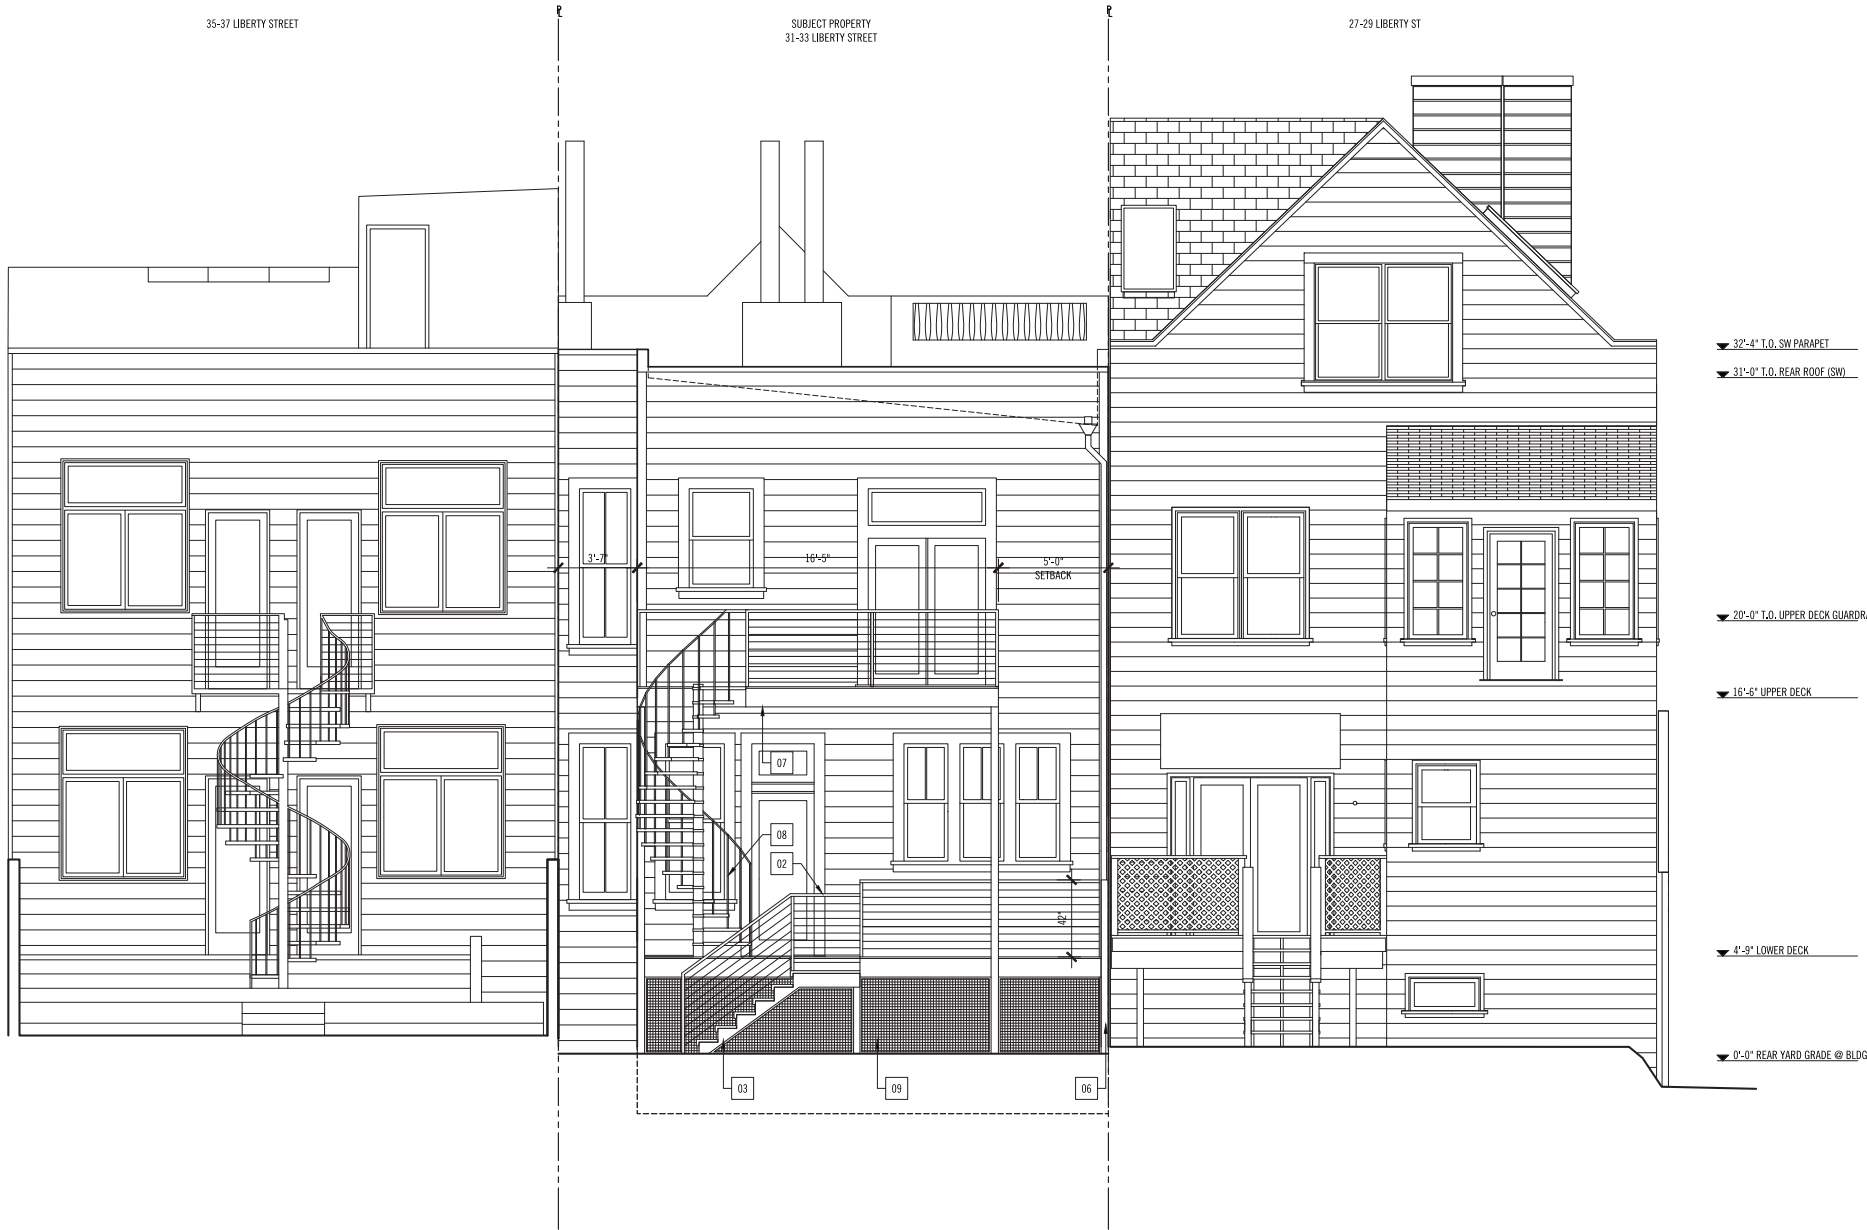 35-37 LIBERTY STREET
SUBJECT PROPERTY
31-33 LIBERTY STREET
27-29 LIBERTY ST
32'-4" T.O. SW PARAPET
31'-0" T.O. REAR ROOF (SW)
3'-7"
16'-5"
5'-0"
SETBACK
20'-0" T.O. UPPER DECK GUARDRA
16'-6" UPPER DECK
07
08
02
42"
4'-9" LOWER DECK
0'-0" REAR YARD GRADE @ BLDG
03
09
06